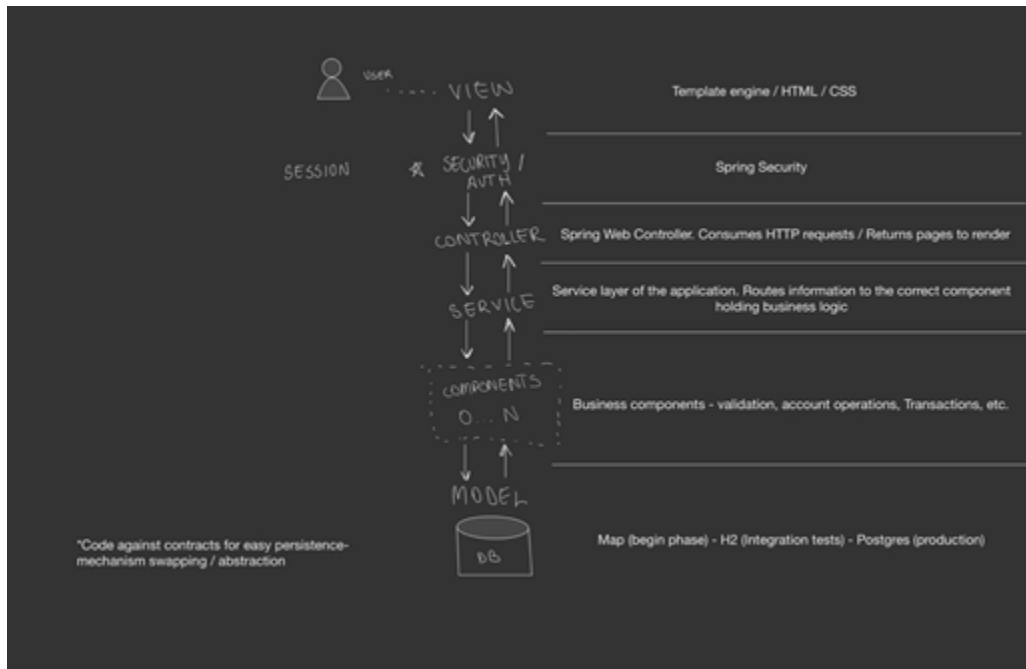 USER
VIEW
Template engine / HTML / CSS
SESSION
SECURITY /
AUTH
Spring Security
CONTROLLER
Spring Web Controller. Consumes HTTP requests / Returns pages to render
SERVICE
Service layer of the application. Routes information to the correct component
holding business logic
COMPONENTS
0....N
Business components - validation, account operations, Transactions, etc.
MODEL
DB
Map (begin phase) - H2 (Integration tests) - Postgres (production)
*Code against contracts for easy persistence-
mechanism swapping / abstraction